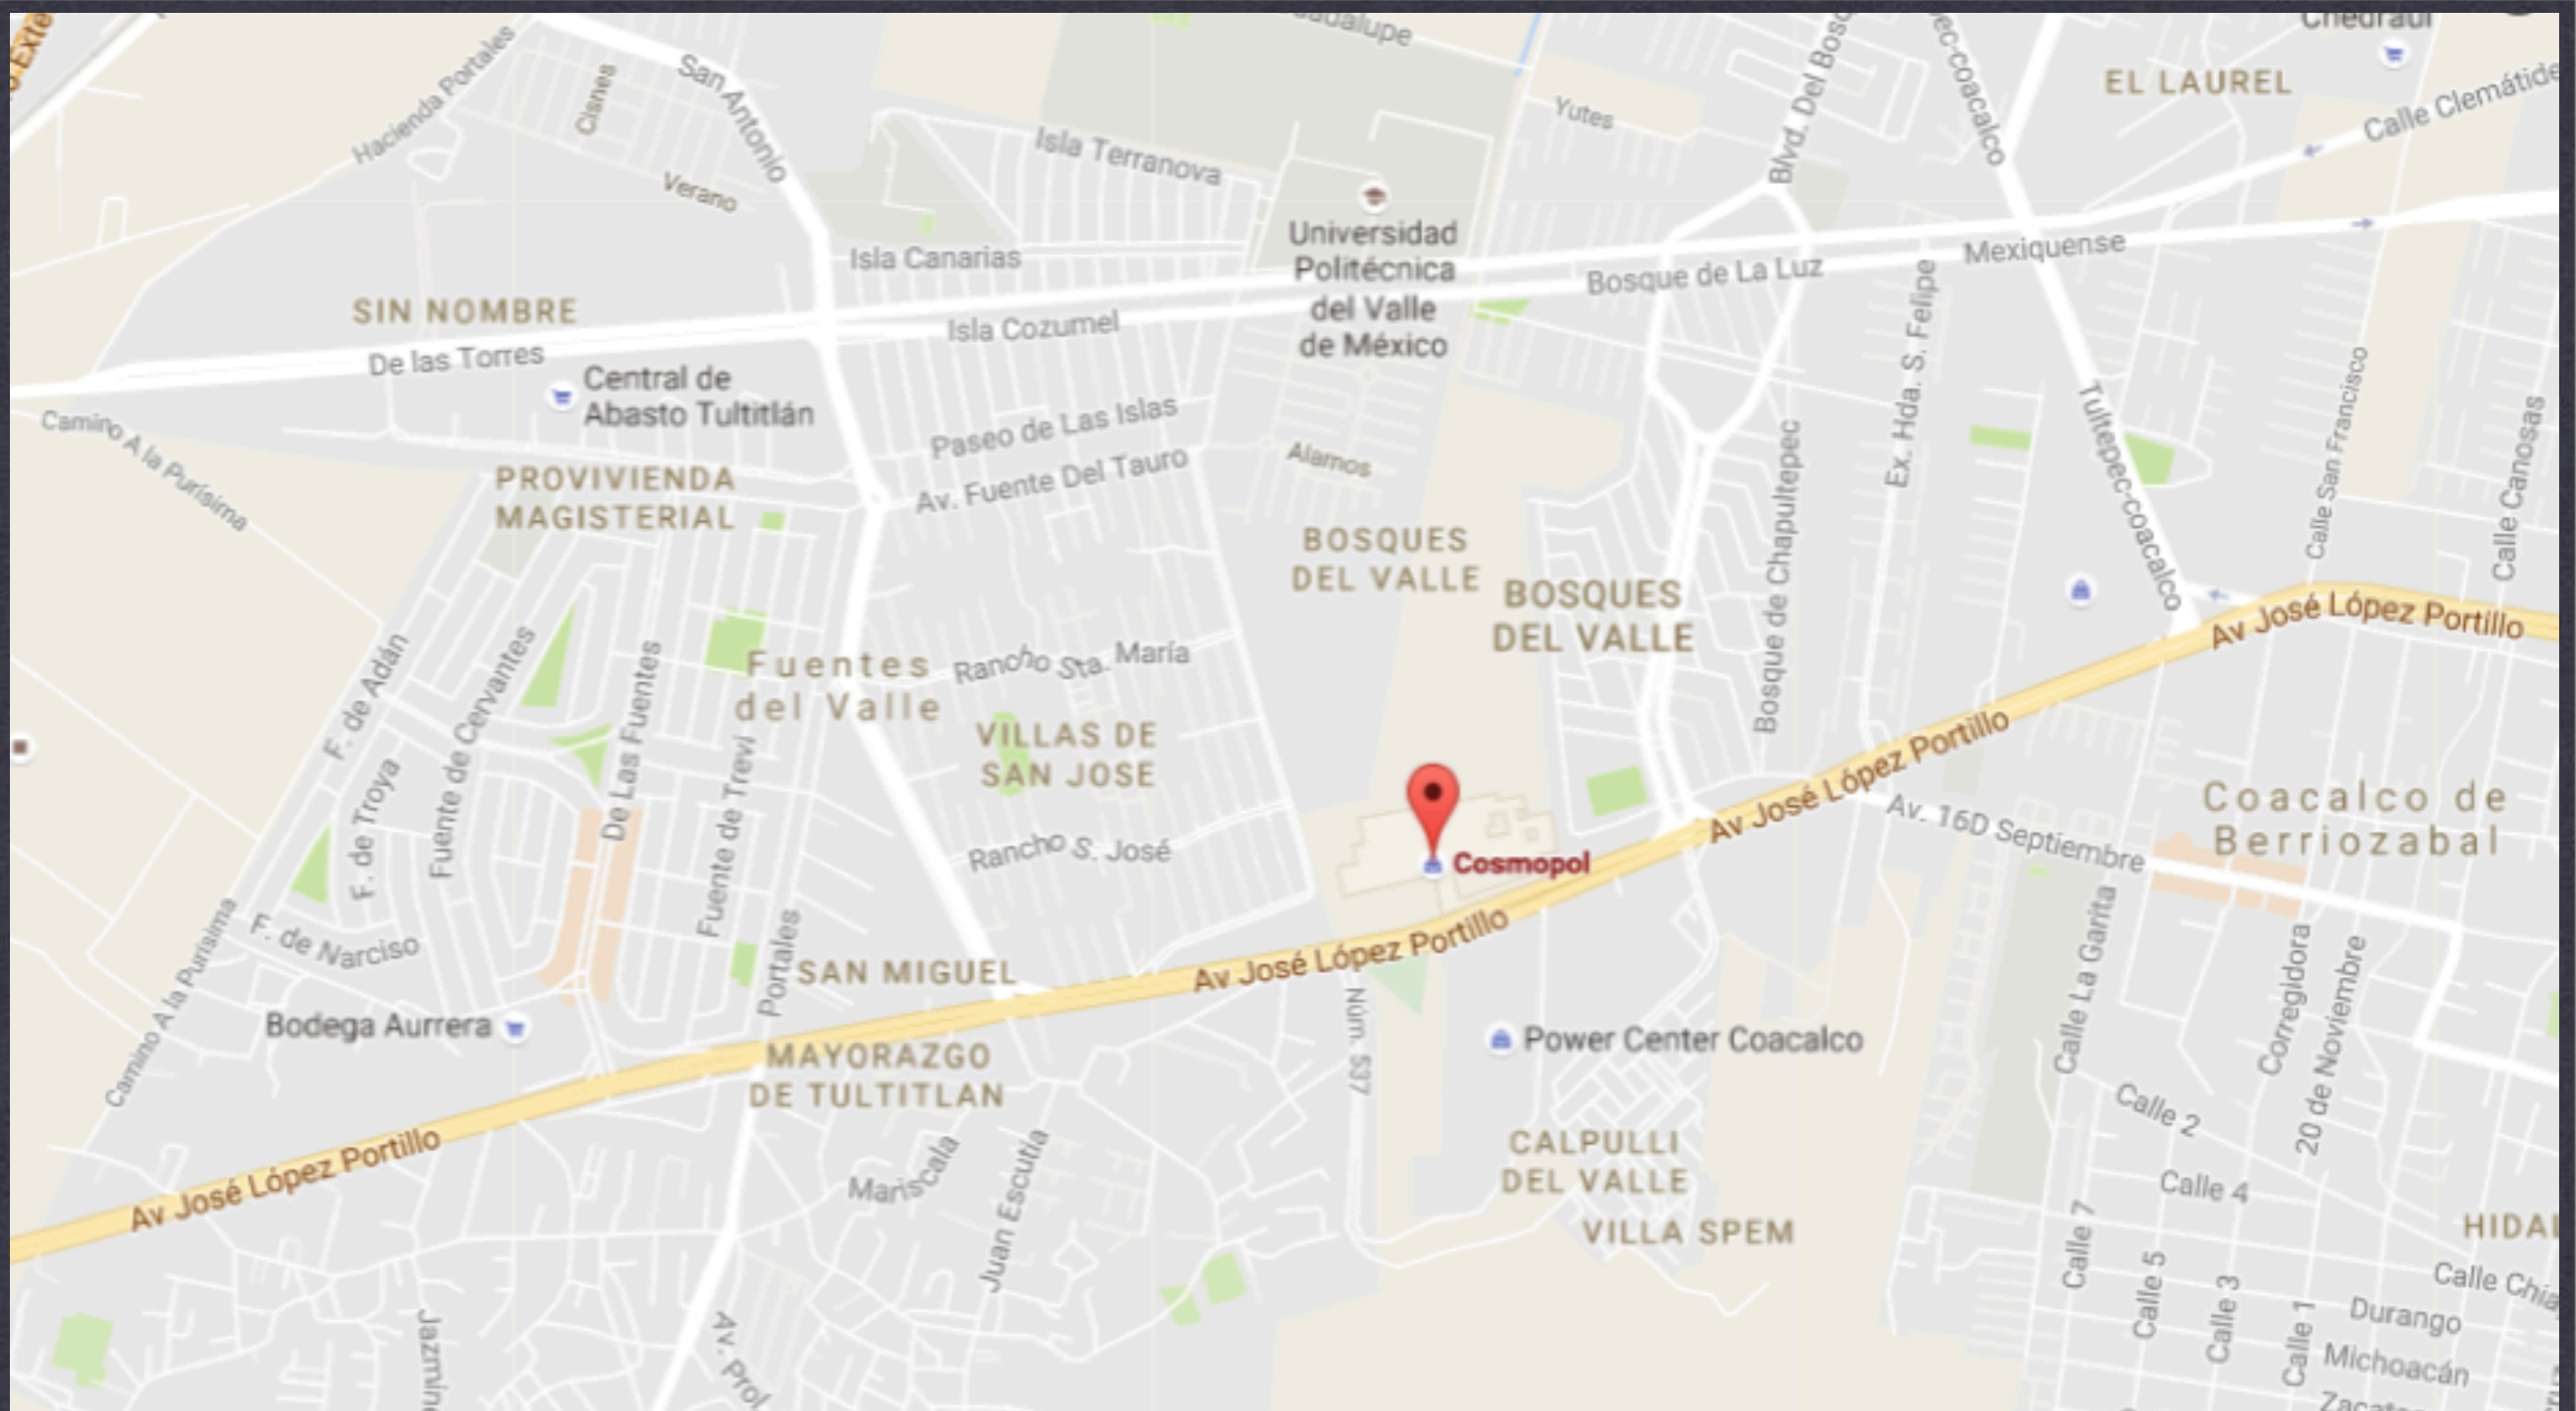 San Antonio
Hacienda Portales
Cisnes
Verano
Isla Terranova
Yutes
Blvd. Del Bosc
EL LAUREL
Calle Clemátide
Universidad
Politécnica
del Valle
de México
Isla Canarias
Isla Cozumel
Bosque de La Luz
Mexiquense
SIN NOMBRE
De las Torres
Central de
Abasto Tultitlán
Camino A la Purísima
Paseo de Las Islas
Av. Fuente Del Tauro
Alamos
Ex. Hda. S. Felipe
Tultepec-coacalco
Calle San Francisco
Calle Canosas
PROVIVIENDA
MAGISTERIAL
BOSQUES
DEL VALLE
BOSQUES
DEL VALLE
Bosque de Chapultepec
Av José López Portillo
F. de Adán
Fuente de Cervantes
De Las Fuentes
Fuentes
del Valle
Rancho Sta. María
VILLAS DE
SAN JOSE
F. de Troya
Fuente de Trevi
Rancho S. José
Cosmopol
Av José López Portillo
Av. 16D Septiembre
Coacalco de
Berriozabal
F. de Narciso
Camino A la Purísima
Portales
SAN MIGUEL
Av José López Portillo
Núm. 537
Bodega Aurrera
Power Center Coacalco
Calle La Garita
Corregidora
20 de Noviembre
MAYORAZGO
DE TULTITLAN
Av José López Portillo
Mariscala
Juan Escutia
CALPULLI
DEL VALLE
VILLA SPEM
Calle 2
Calle 4
Calle 7
Calle 5
Calle 3
Calle 1
HIDAL
Calle Chia
Durango
Michoacán
Zacate
Jazmine
Av. Prol